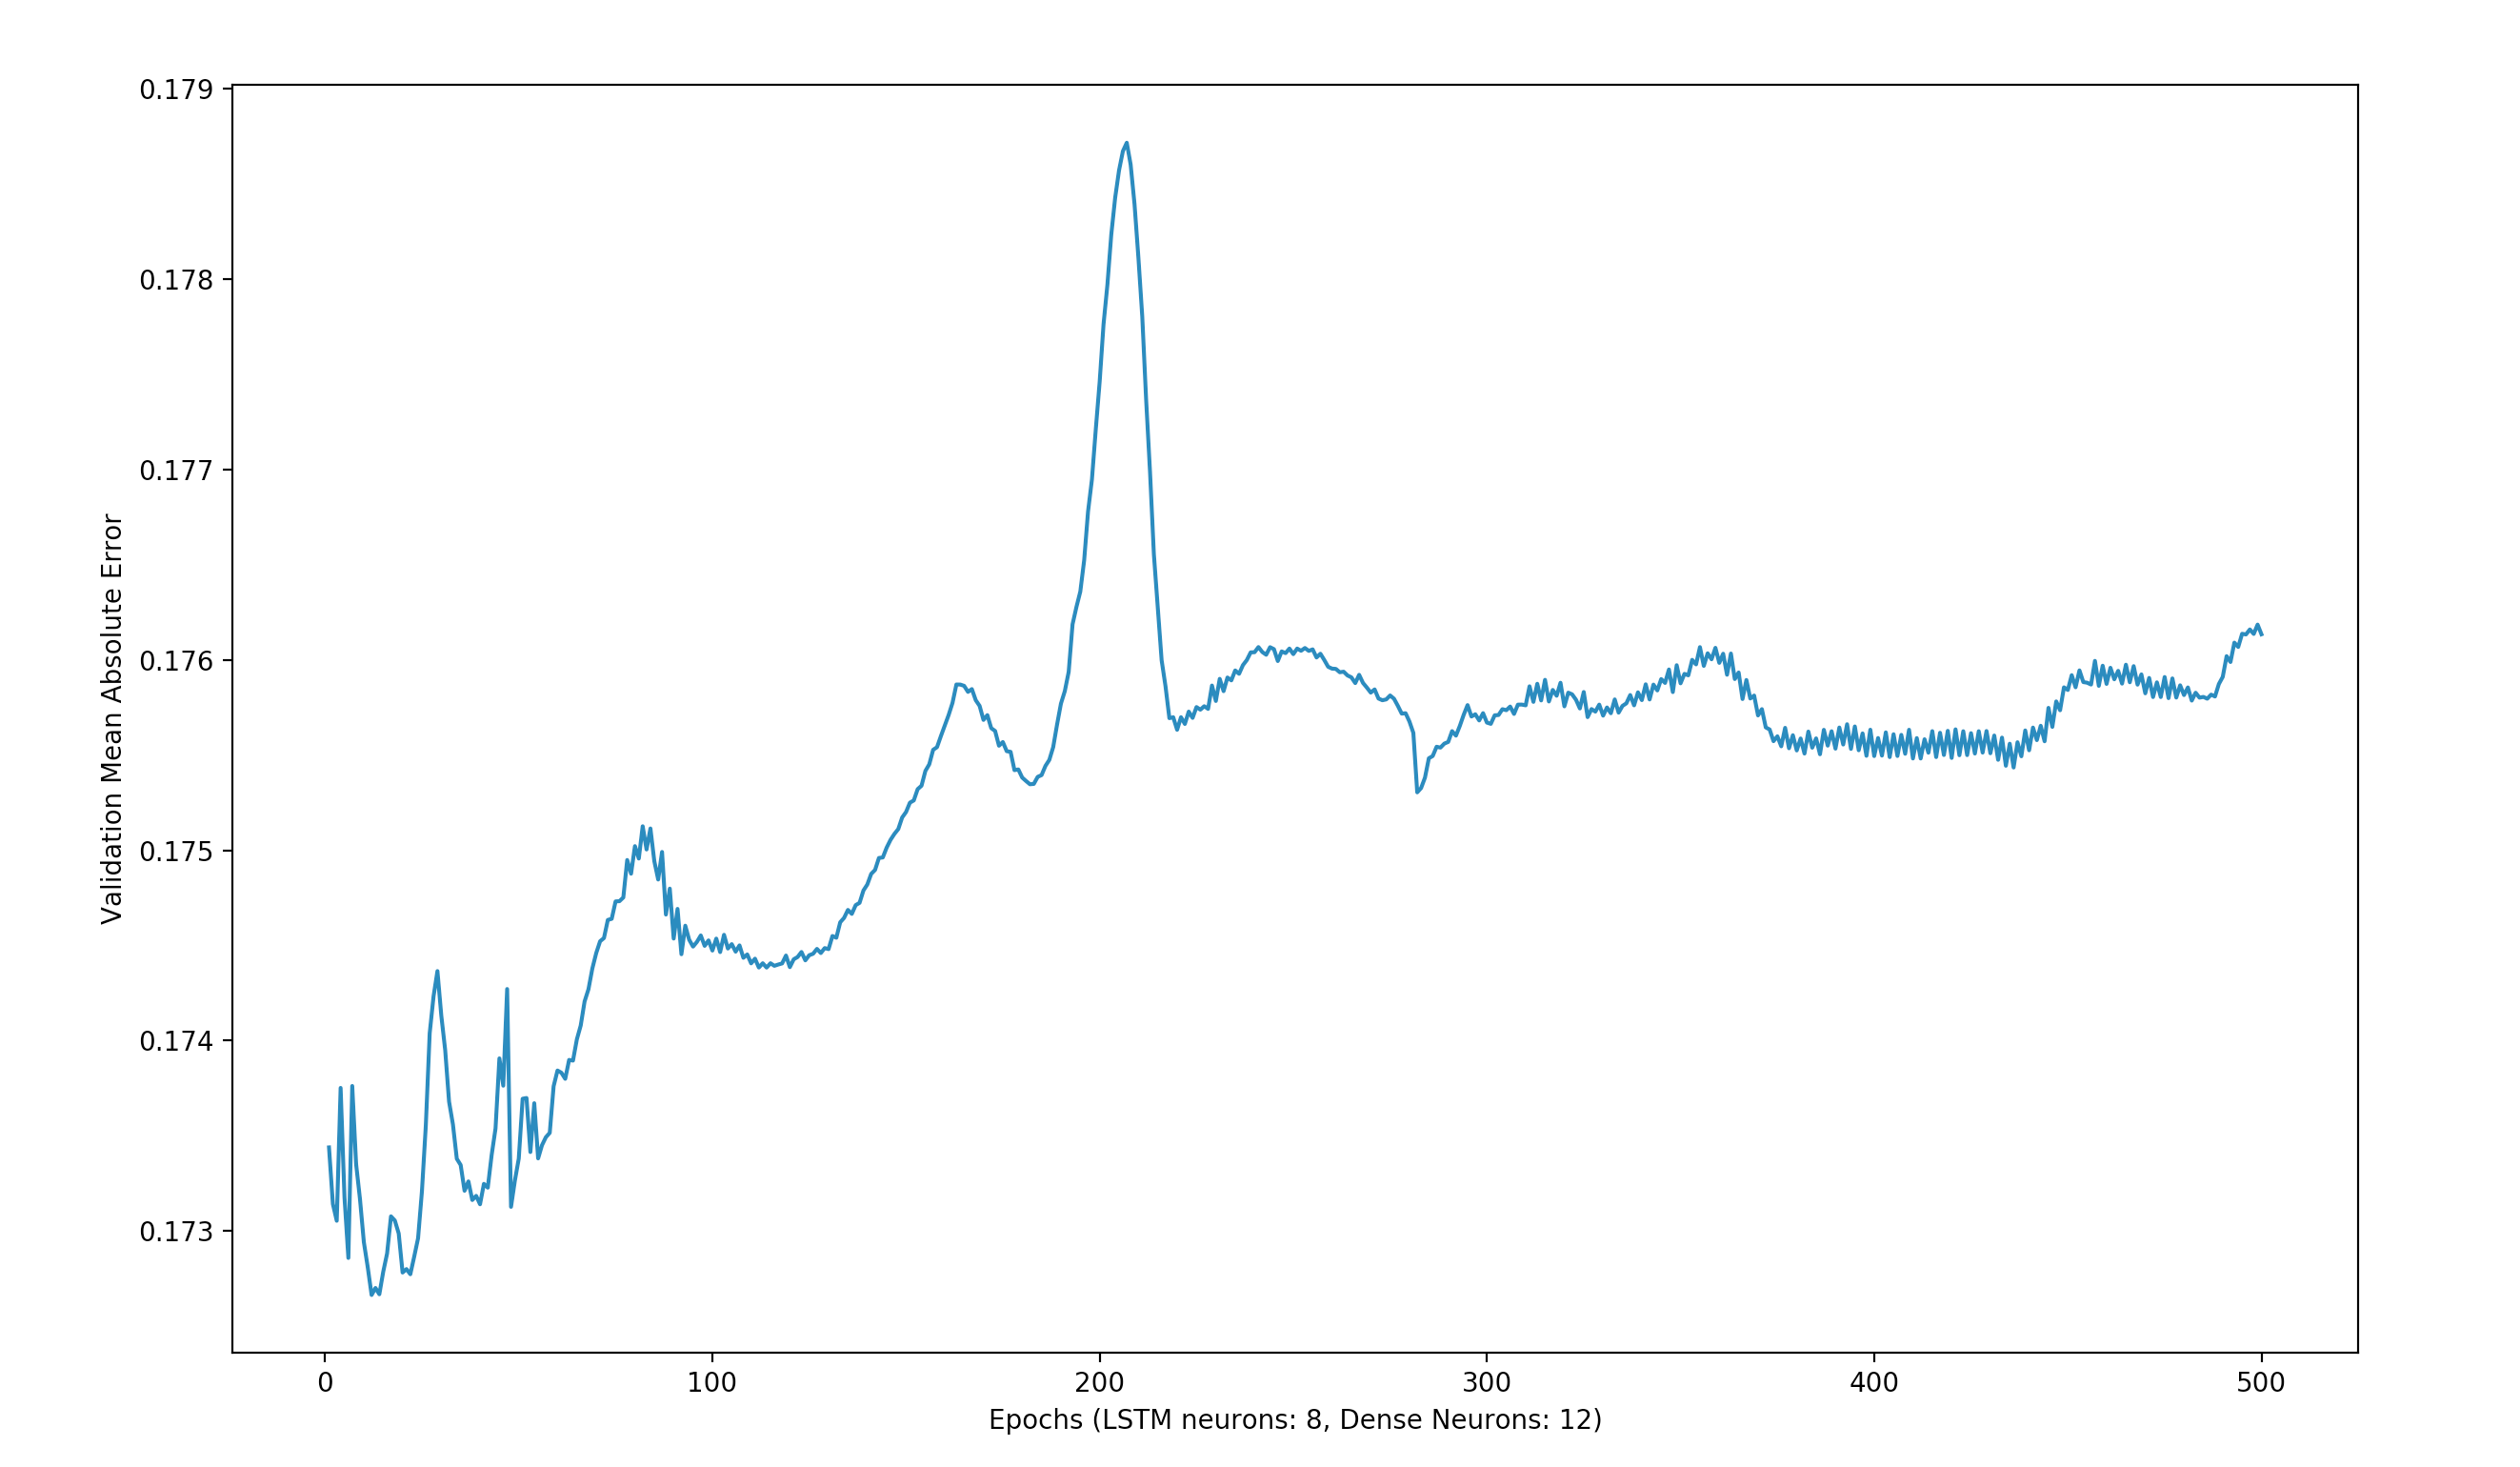 0.179
0.178
0.177
0.176
0.175
0.174
0.173
Validation Mean Absolute Error
0 100 200 300 400 500
Epochs (LSTM neurons: 8, Dense Neurons: 12)